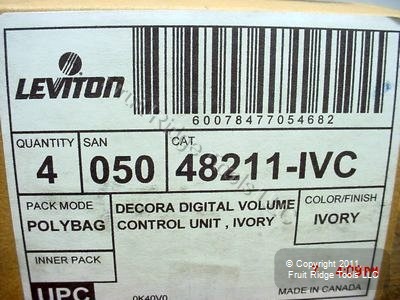 LEVITON
60078477054682
QUANTITY SAN CAT
4 050 48211-IVC
PACK MODE DECORA DIGITAL VOLUME COLOR/FINISH
POLYBAG CONTROL UNIT , IVORY IVORY
INNER PACK
© Copyright 2011
Fruit Ridge Tools LLC
MADE IN CANADA
UPC 0K40V0